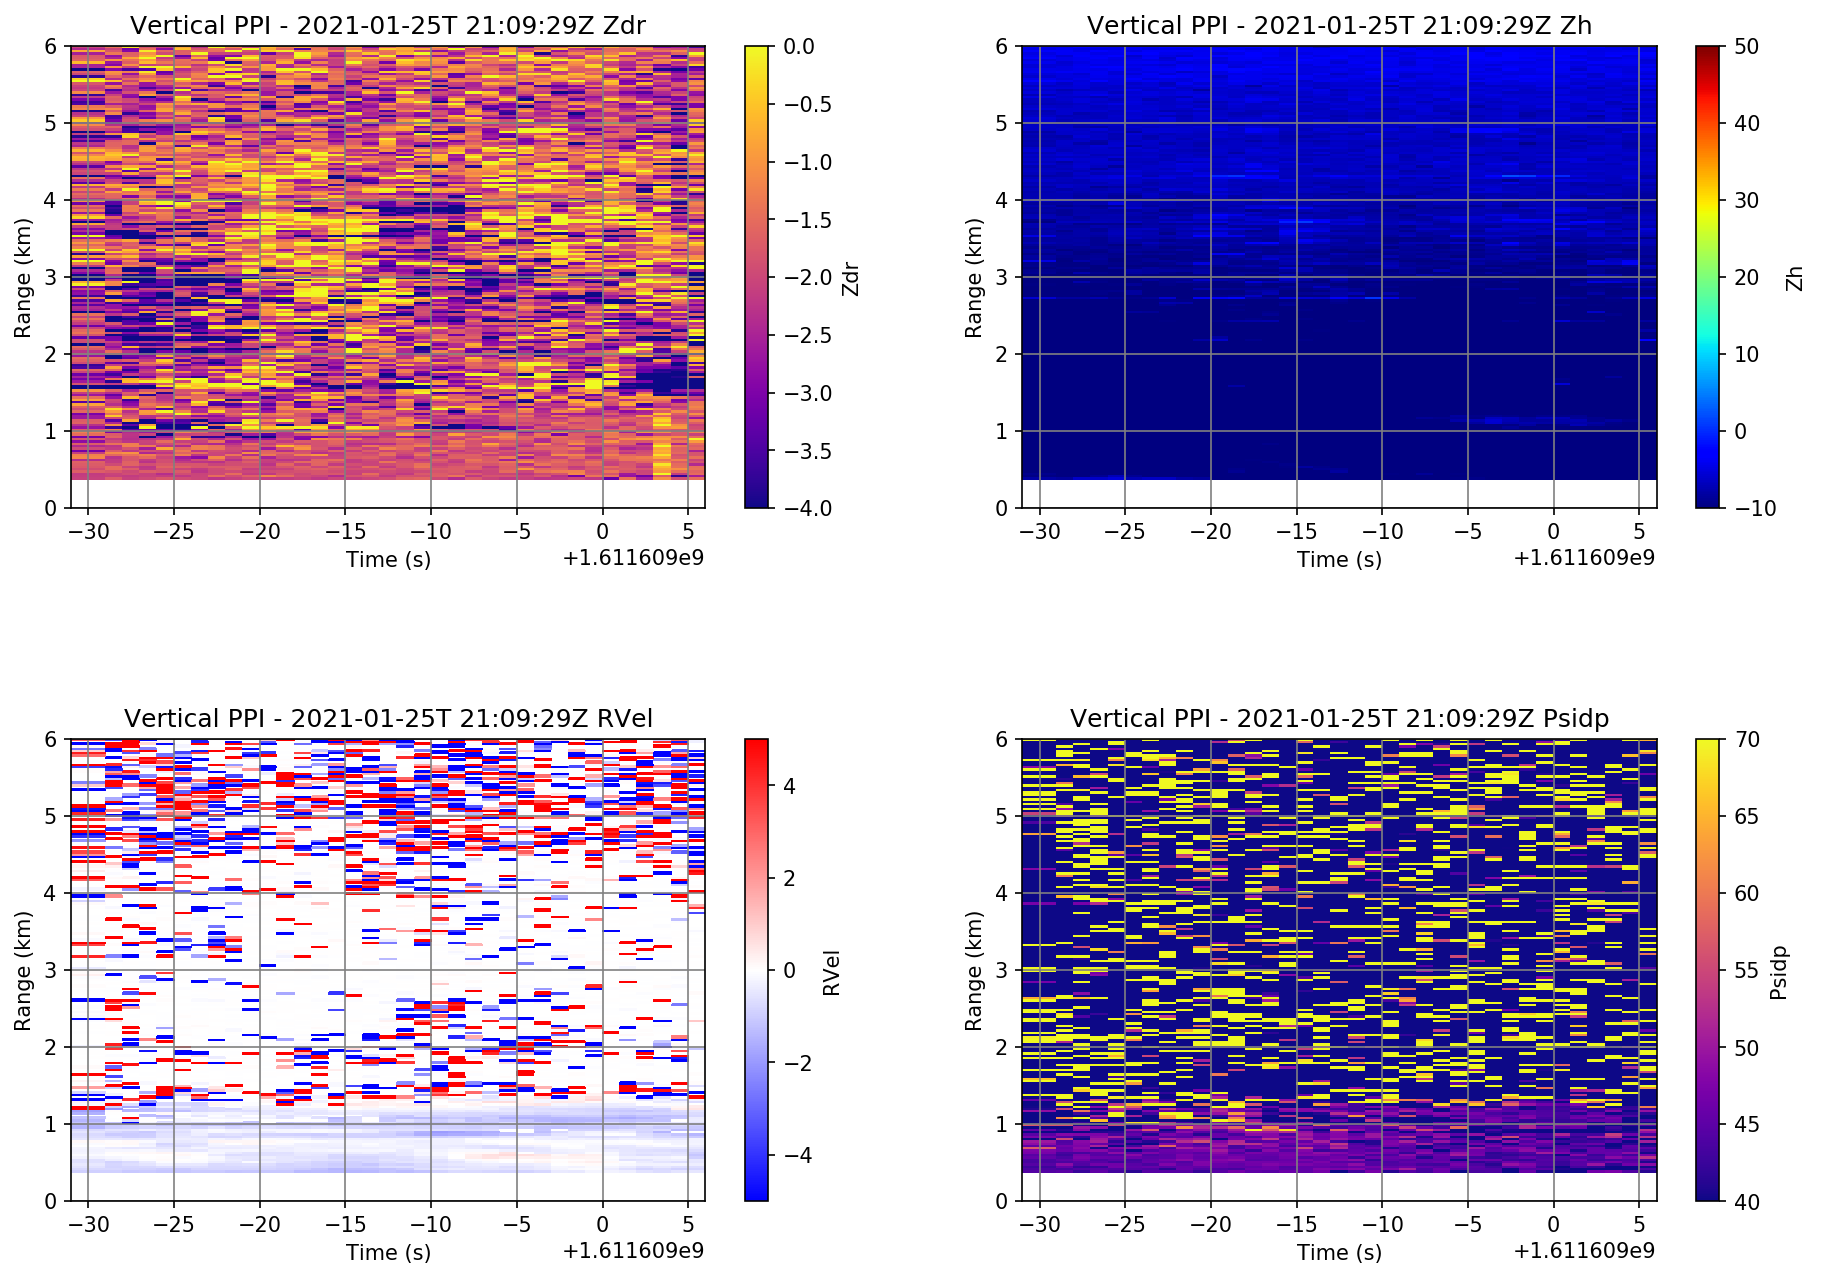 Vertical PPI - 2021-01-25T 21:09:29Z Zdr
6
5
4
3
2
1
0
Range (km)
−30 −25 −20 −15 −10 −5 0 5
Time (s)
+1.611609e9
0.0
−0.5
−1.0
−1.5
−2.0
−2.5
−3.0
−3.5
−4.0
Zdr
Vertical PPI - 2021-01-25T 21:09:29Z Zh
6
5
4
3
2
1
0
Range (km)
−30 −25 −20 −15 −10 −5 0 5
Time (s)
+1.611609e9
50
40
30
20
10
0
−10
Zh
Vertical PPI - 2021-01-25T 21:09:29Z RVel
6
5
4
3
2
1
0
Range (km)
−30 −25 −20 −15 −10 −5 0 5
Time (s)
+1.611609e9
4
2
0
−2
−4
RVel
Vertical PPI - 2021-01-25T 21:09:29Z Psidp
6
5
4
3
2
1
0
Range (km)
−30 −25 −20 −15 −10 −5 0 5
Time (s)
+1.611609e9
70
65
60
55
50
45
40
Psidp